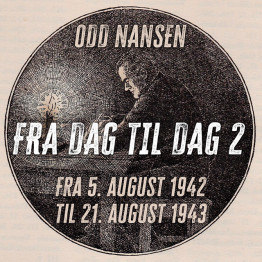 ODD NANSEN
FRA DAG TIL DAG 2
FRA 5. AUGUST 1942
TIL 21. AUGUST 1943